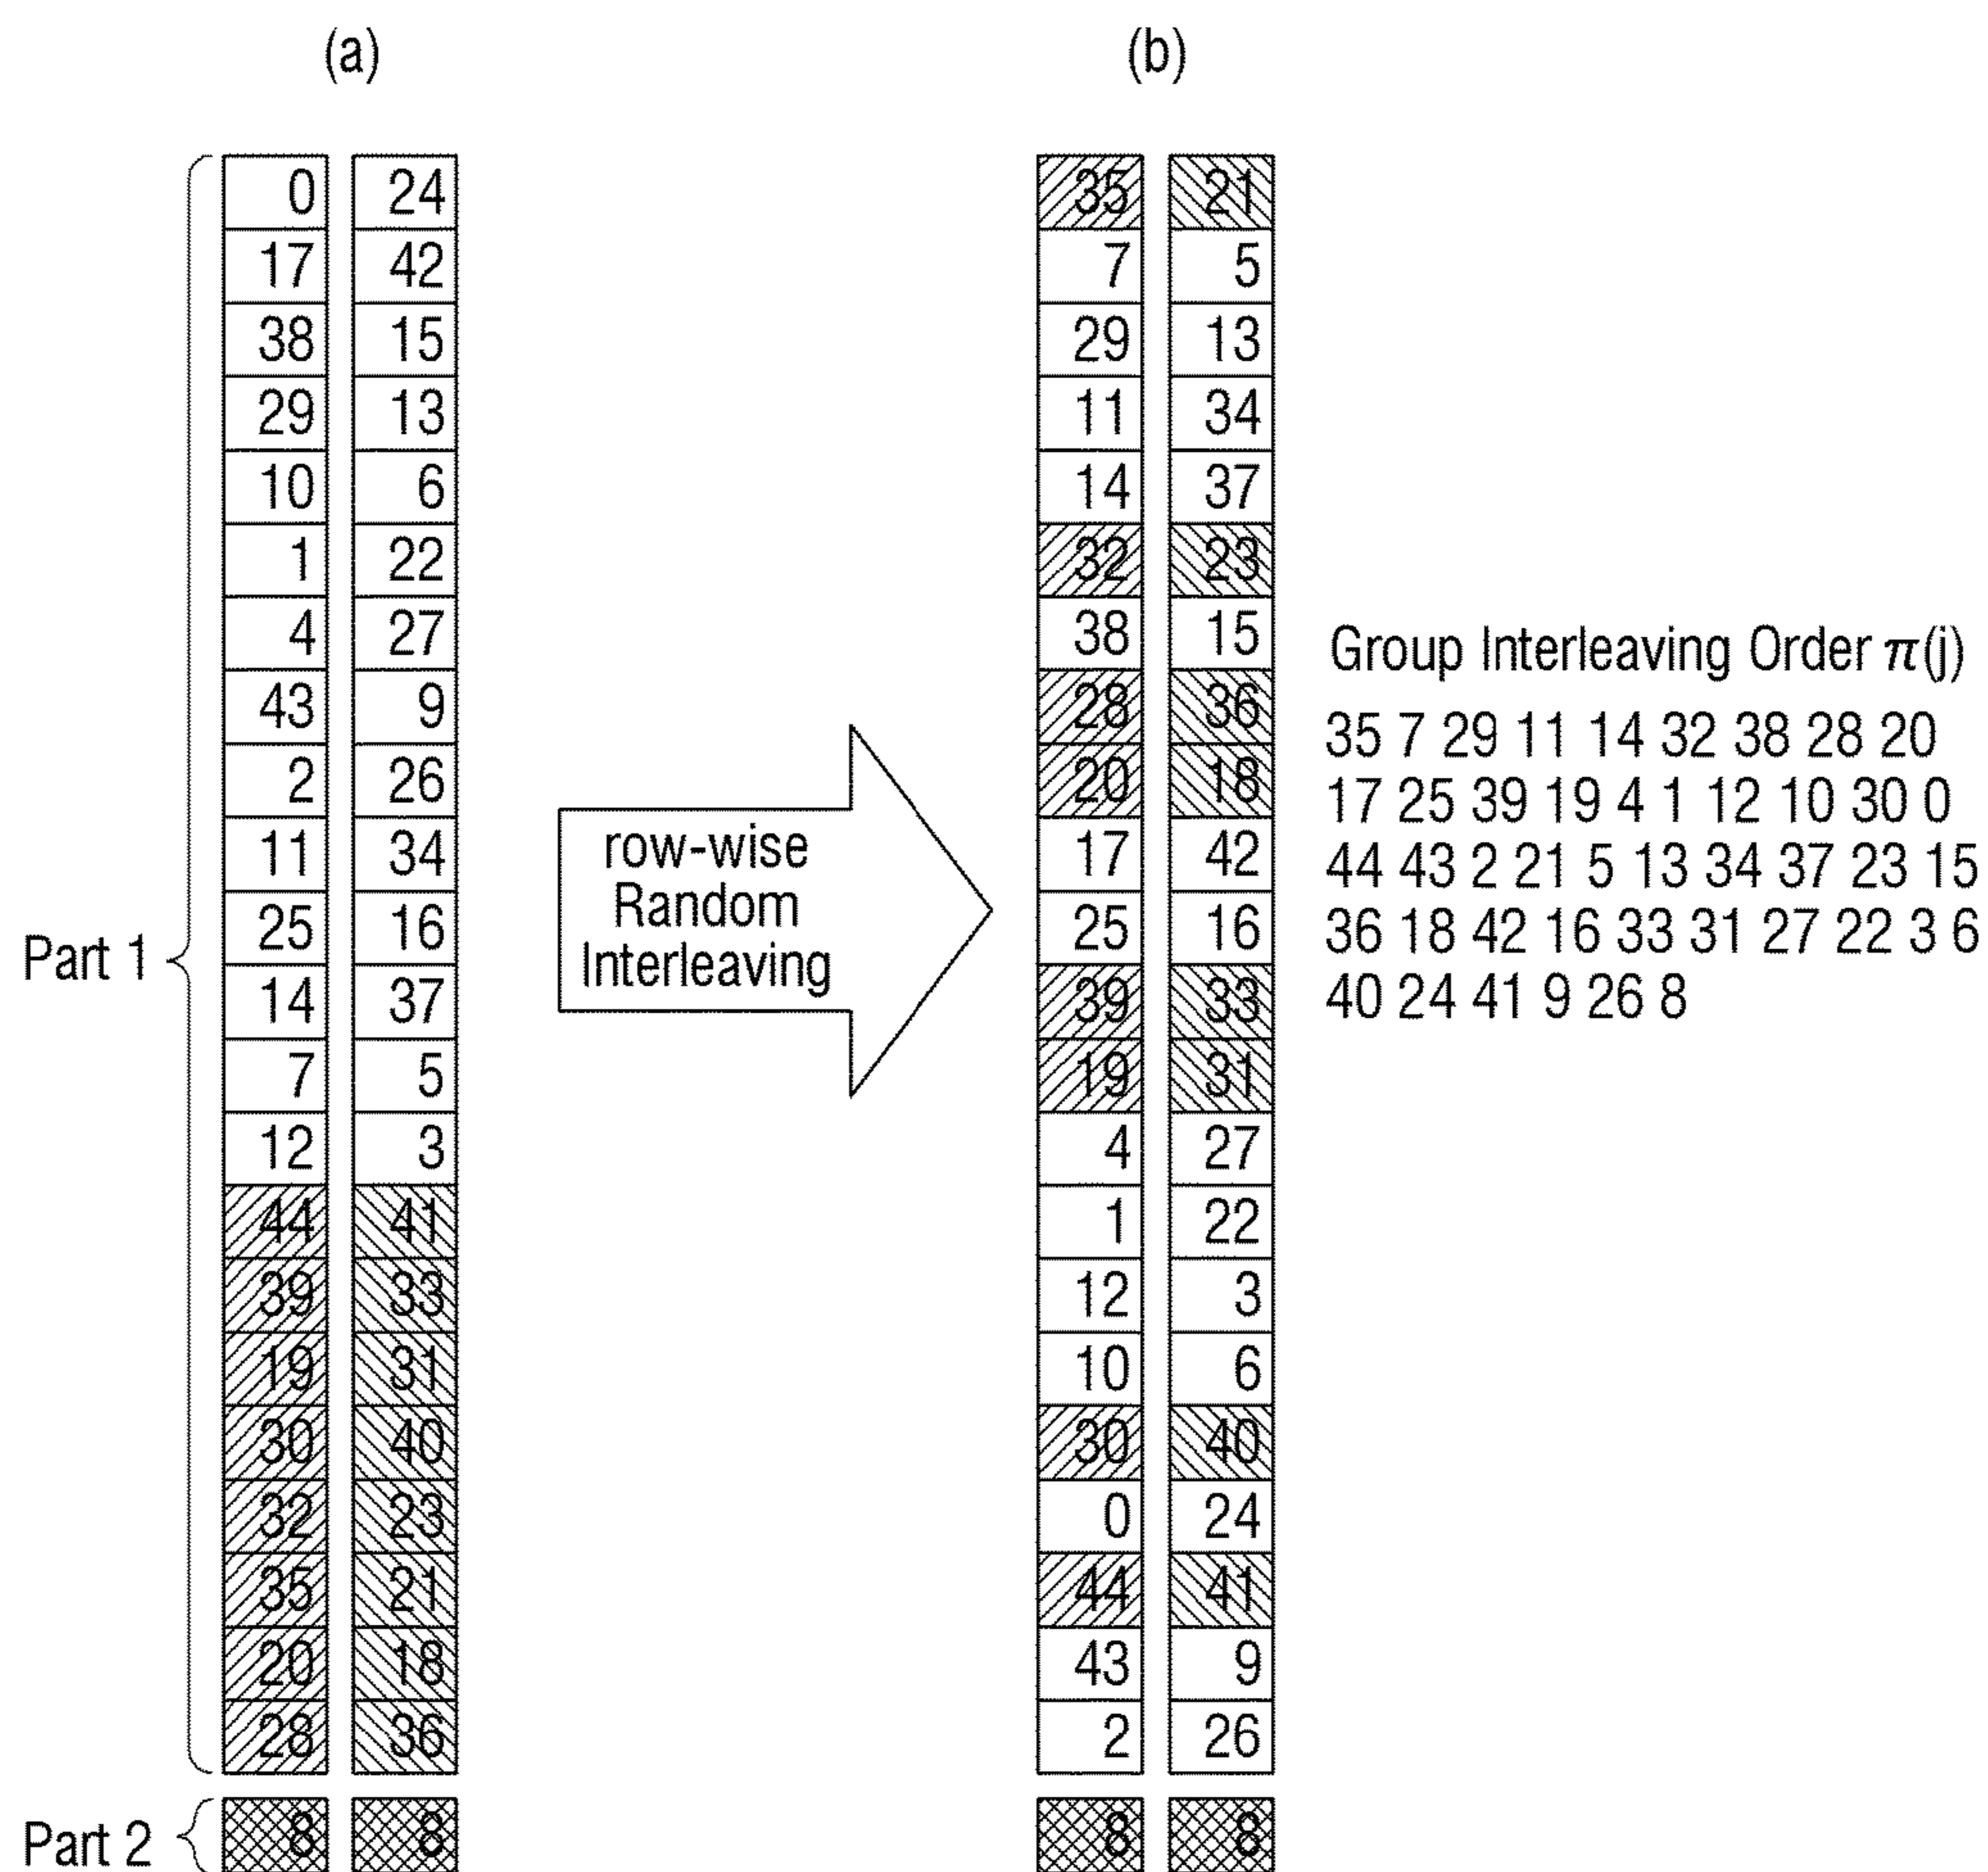 (a) (b)
0 24 35 21
17 42 7 5
38 15 29 13
29 13 11 34
10 6 14 37
1 22 32 23
4 27 38 15
Group Interleaving Order π(j)
43 9 28 36
35 7 29 11 14 32 38 28 20
2 26 20 18
17 25 39 19 4 1 12 10 30 0
11 34 17 42
row-wise
44 43 2 21 5 13 34 37 23 15
25 16 25 16
Random
36 18 42 16 33 31 27 22 3 6
Part 1
Interleaving
14 37 39 33
40 24 41 9 26 8
7 5 19 31
12 3 4 27
44 41 1 22
39 33 12 3
19 31 10 6
30 40 30 40
32 23 0 24
35 21 44 41
20 18 43 9
28 36 2 26
Part 2 8 8 8 8